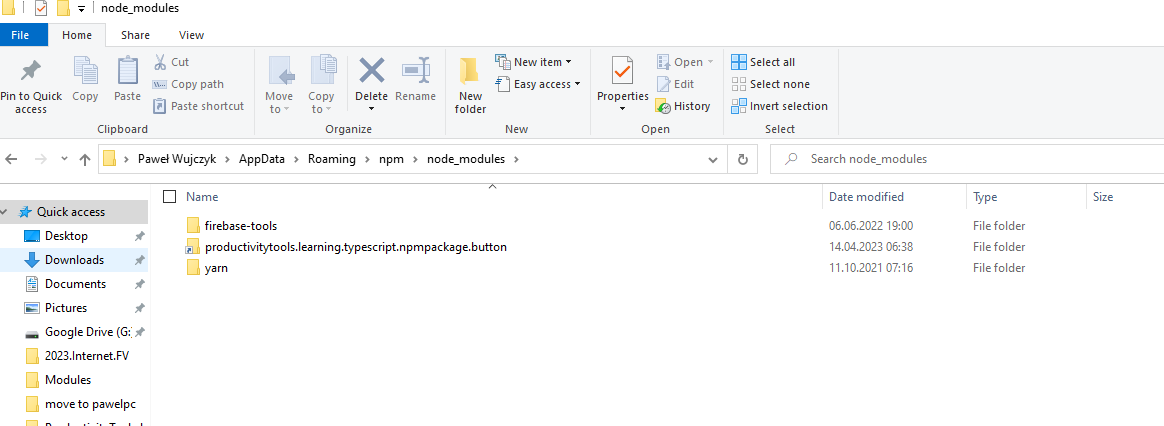 node_modules
File Home Share View
Pin to Quick access
Copy
Paste
Cut
Copy path
Paste shortcut
Clipboard
Move to
Copy to
Delete
Rename
Organize
New folder
New item
Easy access
New
Properties
Open
Edit
History
Open
Select all
Select none
Invert selection
Select
Paweł Wujczyk AppData Roaming npm node_modules
Search node_modules
Name Date modified Type Size
firebase-tools 06.06.2022 19:00 File folder
productivitytools.learning.typescript.npmpackage.button 14.04.2023 06:38 File folder
yarn 11.10.2021 07:16 File folder
Quick access
Desktop
Downloads
Documents
Pictures
Google Drive (G:
2023.Internet.FV
Modules
move to pawelpc